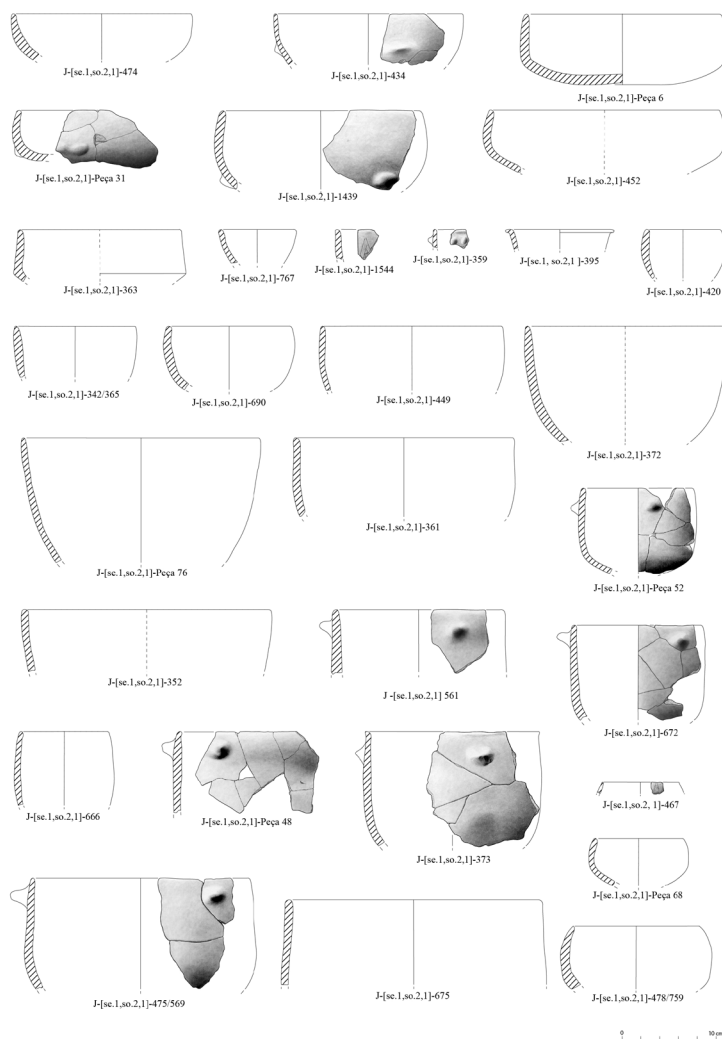 J-[se.1,so.2,1]-474
J-[se.1,so.2,1]-434
J-[se.1,so.2,1]-Peça 6
J-[se.1,so.2,1]-Peça 31
J-[se.1,so.2,1]-1439
J-[se.1,so.2,1]-452
J-[se.1,so.2,1]-363
J-[se.1,so.2,1]-767
J-[se.1,so.2,1]-1544
J-[se.1,so.2,1]-359
J-[se.1, so.2,1 ]-395
J-[se.1,so.2,1]-420
J-[se.1,so.2,1]-342/365
J-[se.1,so.2,1]-690
J-[se.1,so.2,1]-449
J-[se.1,so.2,1]-372
J-[se.1,so.2,1]-Peça 76
J-[se.1,so.2,1]-361
J-[se.1,so.2,1]-Peça 52
J-[se.1,so.2,1]-352
J -[se.1,so.2,1] 561
J-[se.1,so.2,1]-672
J-[se.1,so.2,1]-666
J-[se.1,so.2,1]-Peça 48
J-[se.1,so.2,1]-373
J-[se.1,so.2, 1]-467
J-[se.1,so.2,1]-Peça 68
J-[se.1,so.2,1]-475/569
J-[se.1,so.2,1]-675
J-[se.1,so.2,1]-478/759
0 10 cm